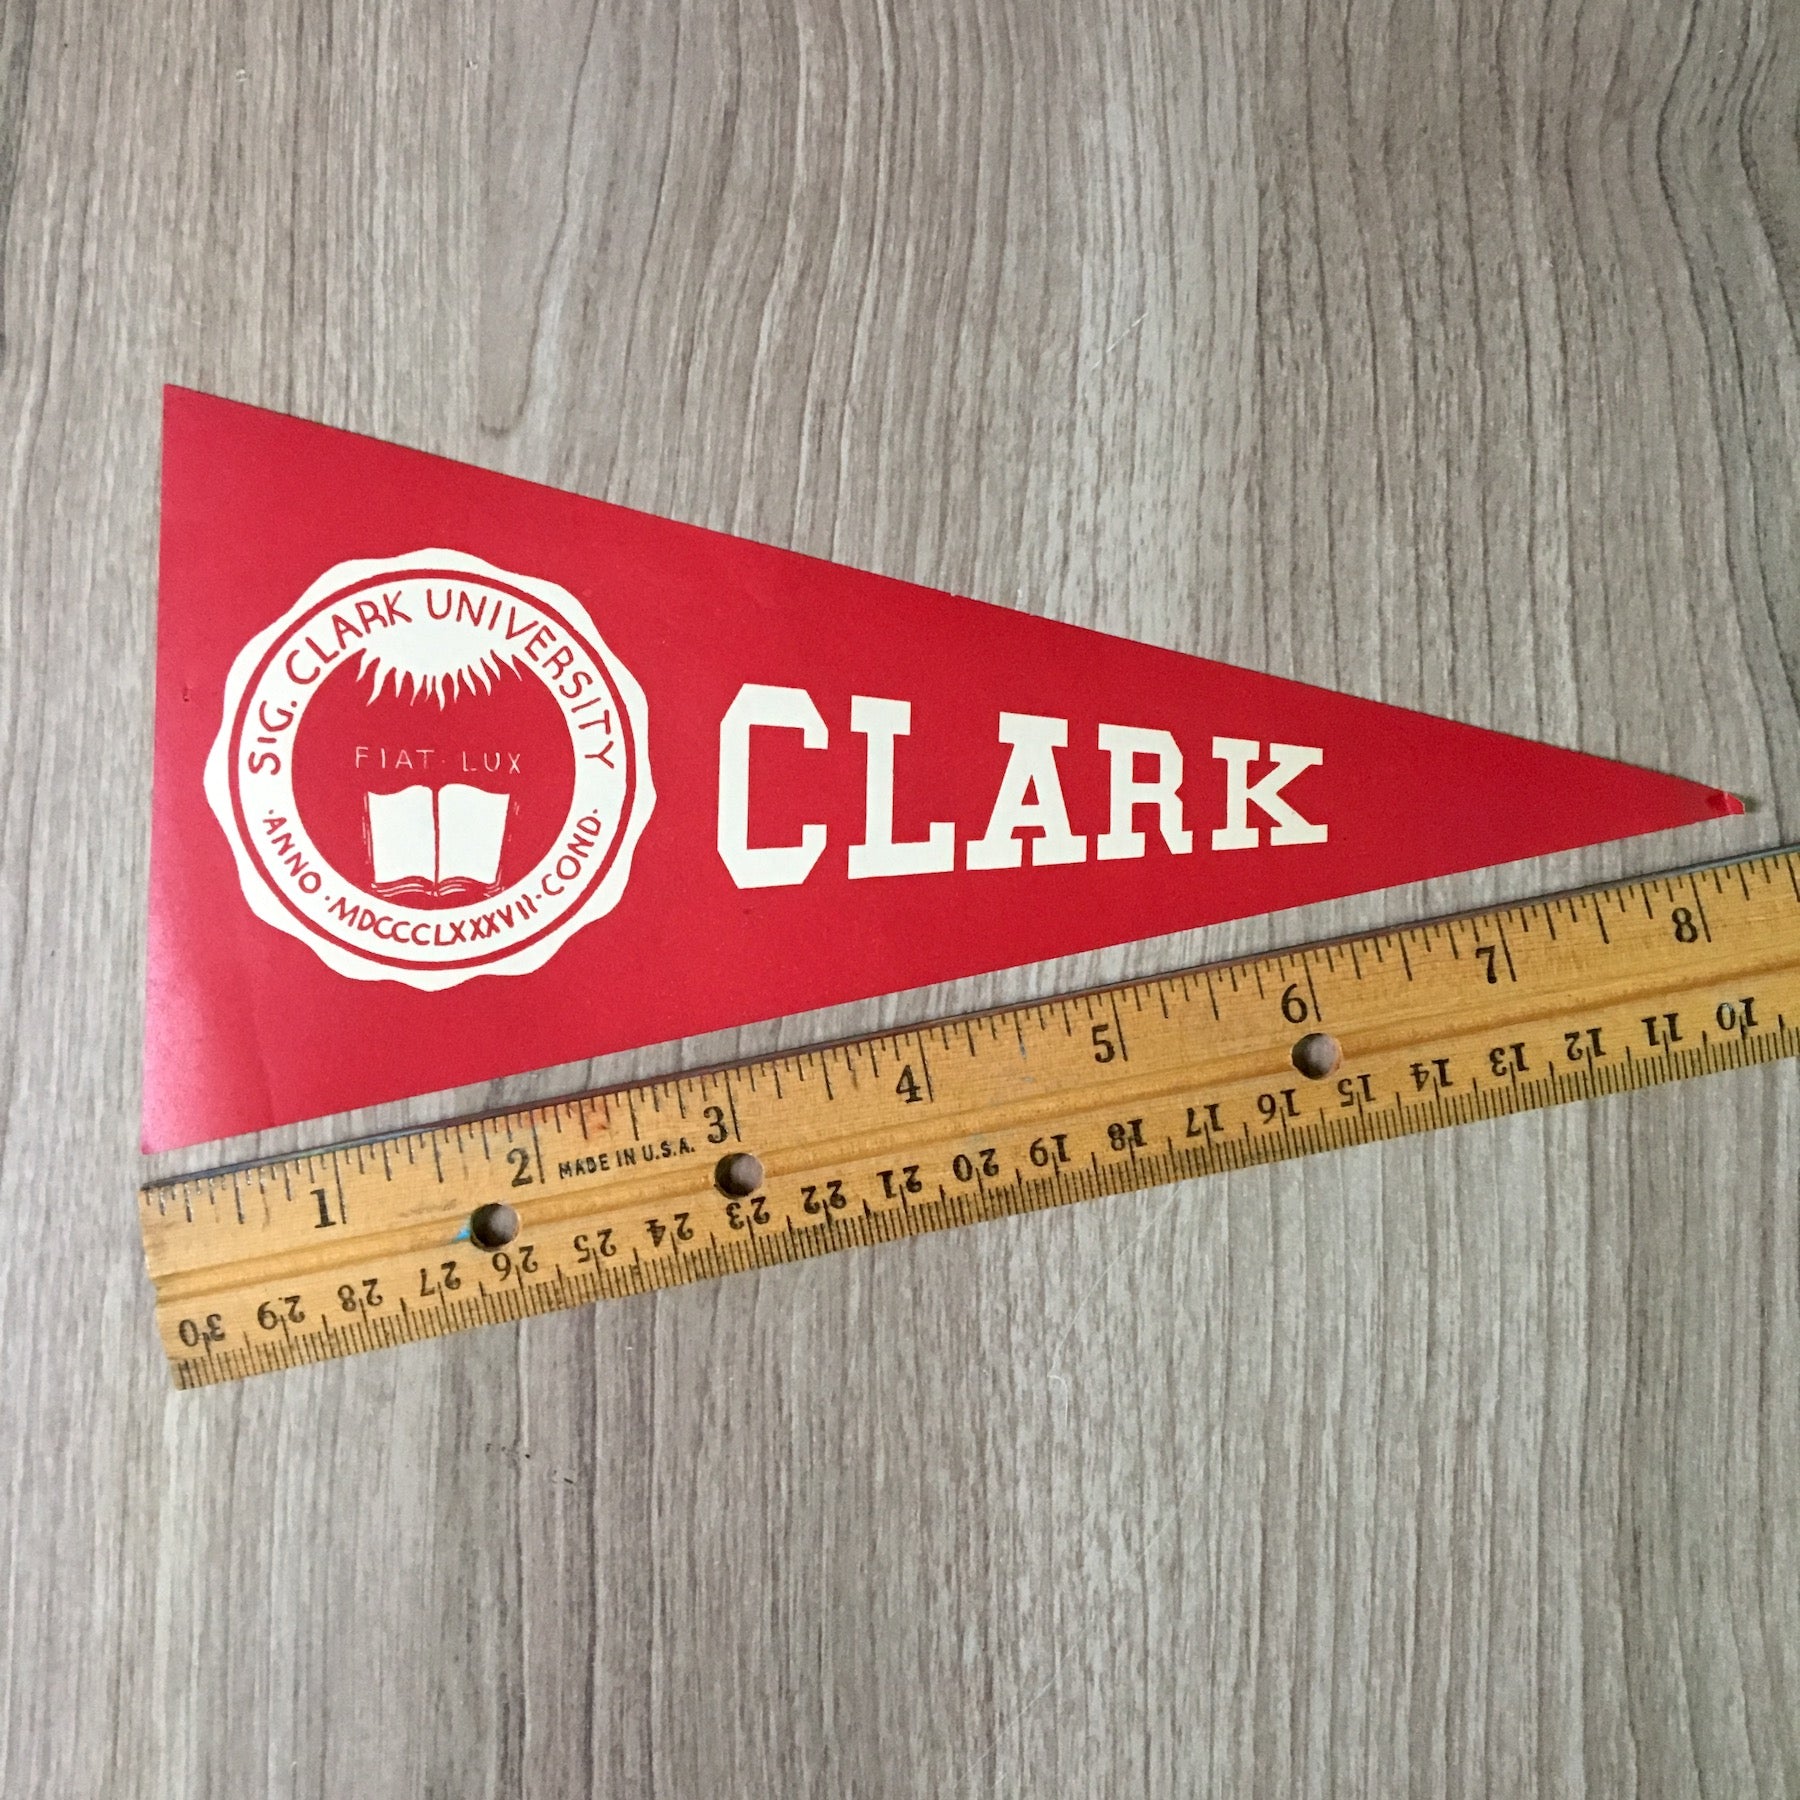 SIG. CLARK UNIVERSITY
FIAT · LUX
· ANNO · MDCCCLXXXVII · COND ·
CLARK
1 2 3 4 5 6 7 8
MADE IN U.S.A.
30 29 28 27 26 25 24 23 22 21 20 19 18 17 16 15 14 13 12 11 10